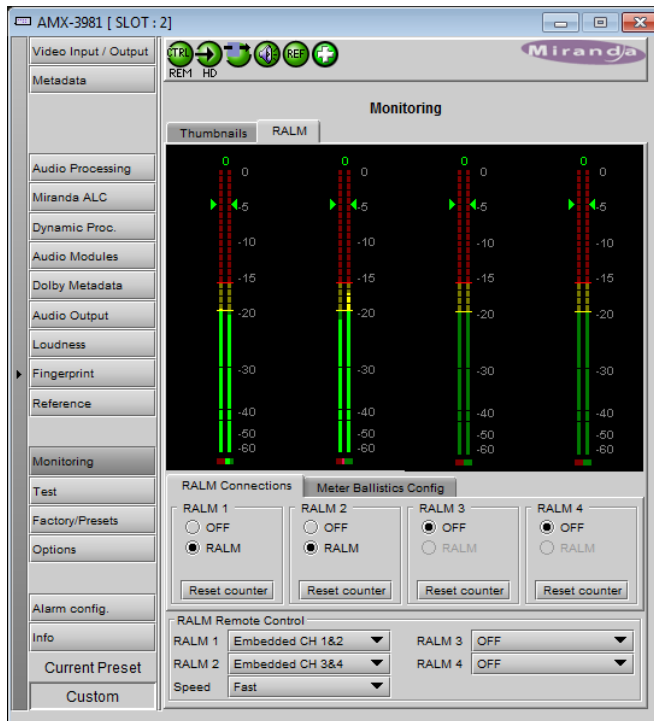 AMX-3981 [ SLOT : 2]
Video Input / Output
Metadata
Audio Processing
Miranda ALC
Dynamic Proc.
Audio Modules
Dolby Metadata
Audio Output
Loudness
Fingerprint
Reference
Monitoring
Test
Factory/Presets
Options
Alarm config.
Info
Current Preset
Custom
CTRL
REF
REM HD
Miranda
Monitoring
Thumbnails RALM
0 0 0 0
0 0 0 0
-5 -5 -5 -5
-10 -10 -10 -10
-15 -15 -15 -15
-20 -20 -20 -20
-30 -30 -30 -30
-40 -40 -40 -40
-50 -50 -50 -50
-60 -60 -60 -60
RALM Connections Meter Ballistics Config
RALM 1 RALM 2 RALM 3 RALM 4
OFF OFF OFF OFF
RALM RALM RALM RALM
Reset counter Reset counter Reset counter Reset counter
RALM Remote Control
RALM 1 Embedded CH 1&2 RALM 3 OFF
RALM 2 Embedded CH 3&4 RALM 4 OFF
Speed Fast